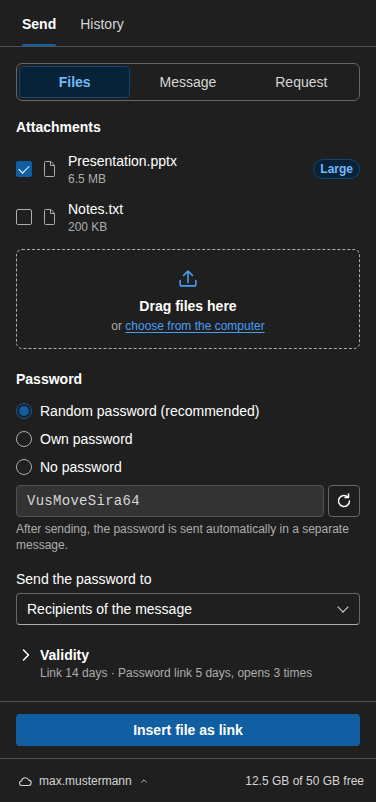 Send History
Files Message Request
Attachments
Presentation.pptx
6.5 MB
Large
Notes.txt
200 KB
Drag files here
or choose from the computer
Password
Random password (recommended)
Own password
No password
VusMoveSira64
After sending, the password is sent automatically in a separate
message.
Send the password to
Recipients of the message
Validity
Link 14 days · Password link 5 days, opens 3 times
Insert file as link
max.mustermann 12.5 GB of 50 GB free